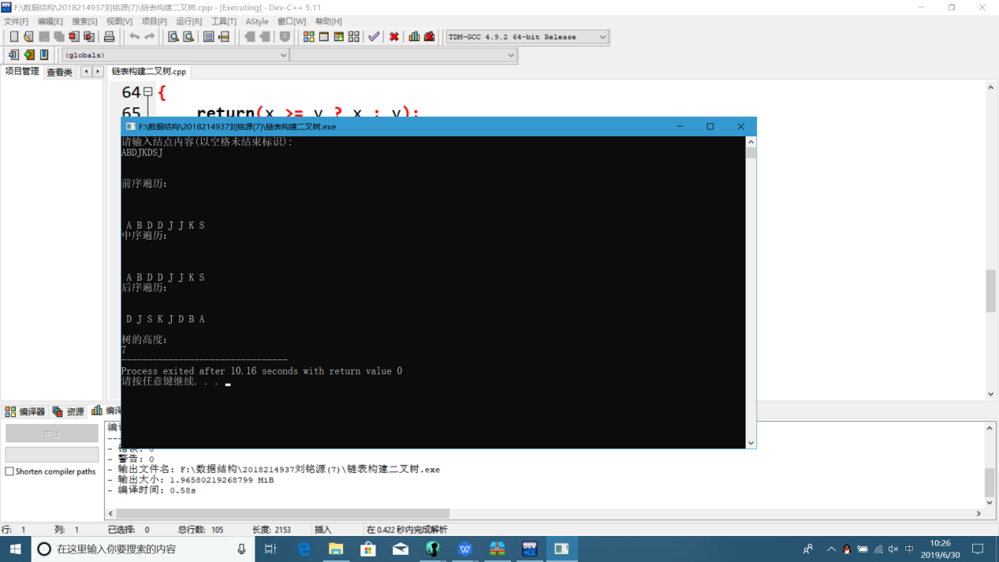 F:\数据结构\2018214937刘铭源(7)\链表构建二叉树.cpp - [Executing] - Dev-C++ 5.11
文件[F] 编辑[E] 搜索[S] 视图[V] 项目[P] 运行[R] 工具[T] AStyle 窗口[W] 帮助[H]
TDM-GCC 4.9.2 64-bit Release
(globals)
项目管理 查看类 链表构建二叉树.cpp
64 {
65 return(x >= y ? x : y);
F:\数据结构\2018214937刘铭源(7)\链表构建二叉树.exe
请输入结点内容(以空格未结束标识):
ABDJKDSJ
前序遍历:
A B D D J J K S
中序遍历:
A B D D J J K S
后序遍历:
D J S K J D B A
树的高度:
7
--------------------------------
Process exited after 10.16 seconds with return value 0
请按任意键继续. . .
编译器 资源 编译
中止
Shorten compiler paths
- 错误: 0
- 警告: 0
- 输出文件名: F:\数据结构\2018214937刘铭源(7)\链表构建二叉树.exe
- 输出大小: 1.96580219268799 MiB
- 编译时间: 0.58s
行: 1 列: 1 已选择: 0 总行数: 105 长度: 2153 插入 在 0.422 秒内完成解析
在这里输入你要搜索的内容
DEV
中
10:26
2019/6/30